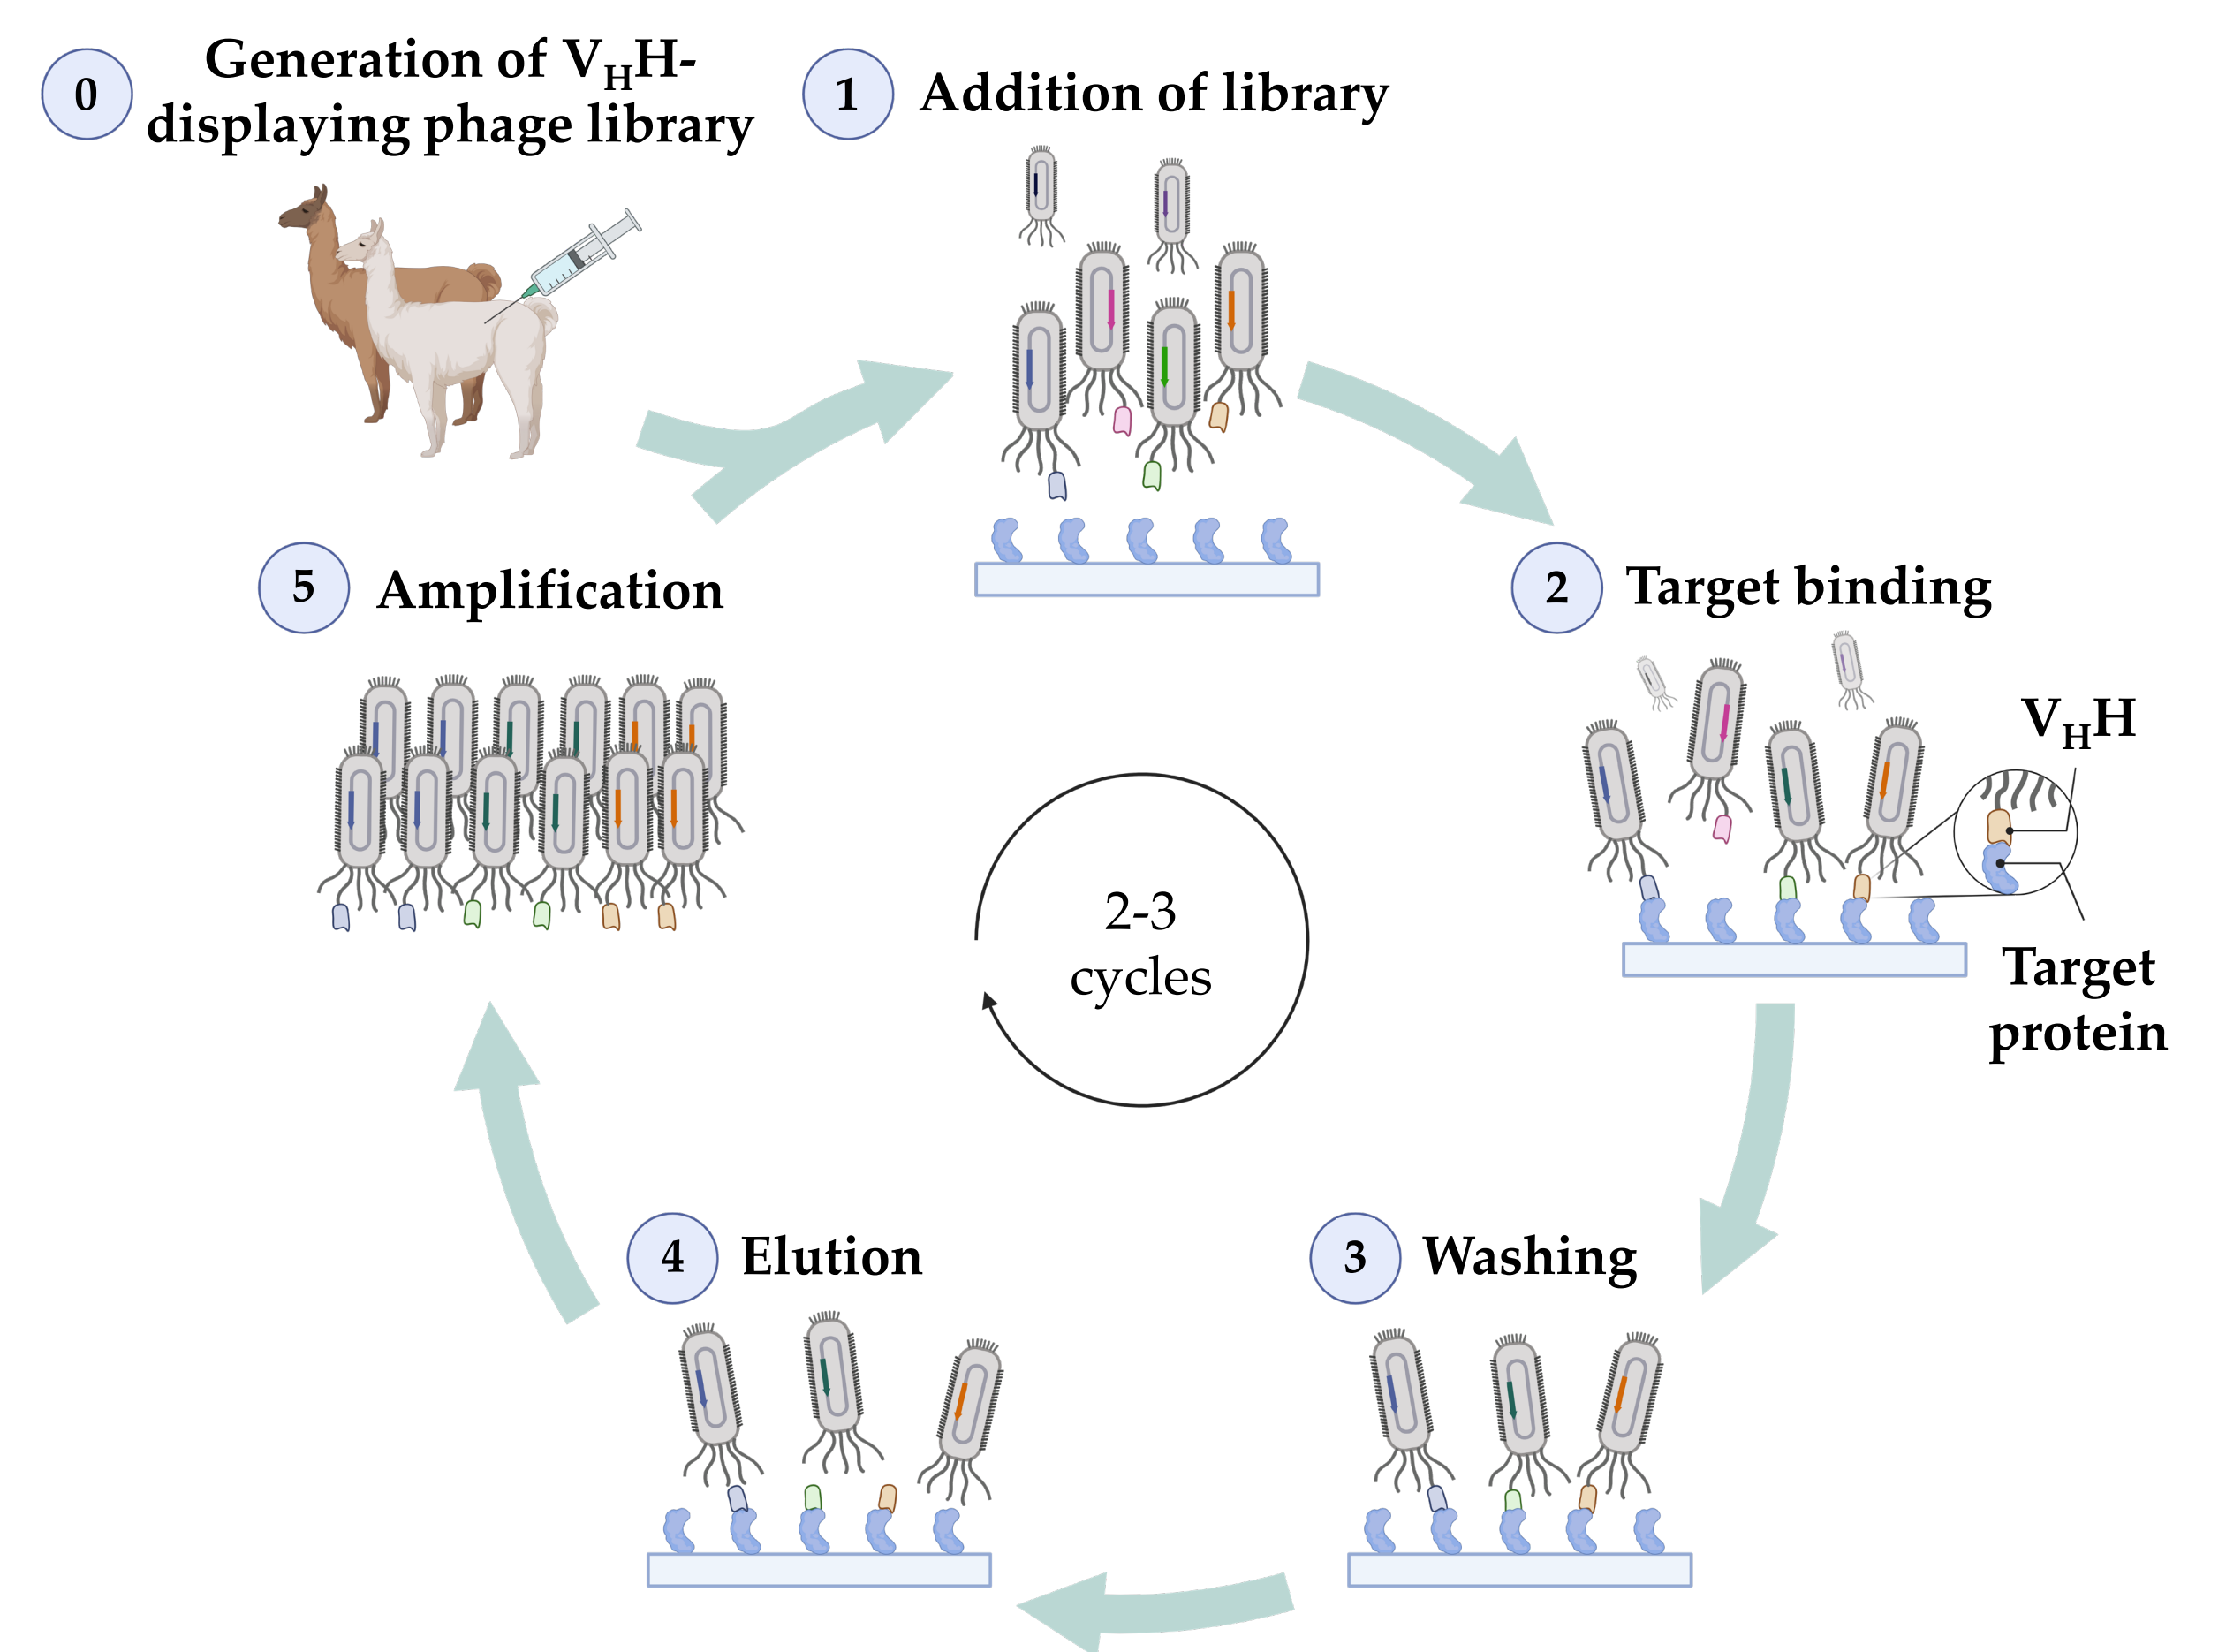 0
Generation of VHH-
displaying phage library
1
Addition of library
2
Target binding
VHH
Target
protein
3
Washing
4
Elution
5
Amplification
2-3
cycles